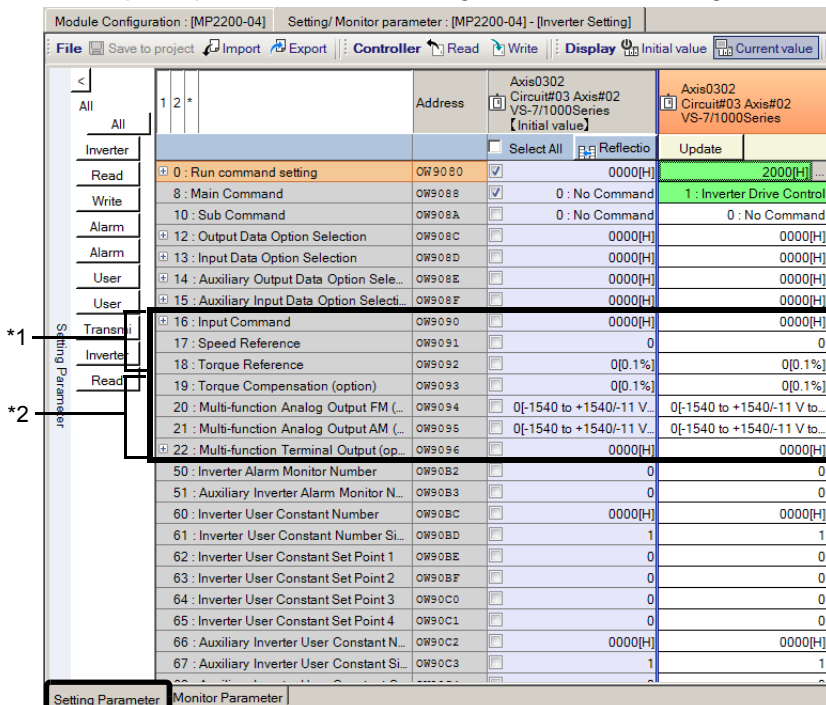 Module Configuration : [MP2200-04] Setting/ Monitor parameter : [MP2200-04] - [Inverter Setting]
File Save to project Import Export Controller Read Write Display Initial value Current value
<
All
All
Inverter
Read
Write
Alarm
Alarm
User
User
Transmi
Inverter
Read
Setting Parameter
*1
*2
1 2 * Address Axis0302 Circuit#03 Axis#02 VS-7/1000Series 【Initial value】 Axis0302 Circuit#03 Axis#02 VS-7/1000Series
Select All Reflectio Update
0 : Run command setting OW9080 0000[H] 2000[H] ...
8 : Main Command OW9088 0 : No Command 1 : Inverter Drive Control
10 : Sub Command OW908A 0 : No Command 0 : No Command
12 : Output Data Option Selection OW908C 0000[H] 0000[H]
13 : Input Data Option Selection OW908D 0000[H] 0000[H]
14 : Auxiliary Output Data Option Sele... OW908E 0000[H] 0000[H]
15 : Auxiliary Input Data Option Selecti... OW908F 0000[H] 0000[H]
16 : Input Command OW9090 0000[H] 0000[H]
17 : Speed Reference OW9091 0 0
18 : Torque Reference OW9092 0[0.1%] 0[0.1%]
19 : Torque Compensation (option) OW9093 0[0.1%] 0[0.1%]
20 : Multi-function Analog Output FM (... OW9094 0[-1540 to +1540/-11 V... 0[-1540 to +1540/-11 V to...
21 : Multi-function Analog Output AM (... OW9095 0[-1540 to +1540/-11 V... 0[-1540 to +1540/-11 V to...
22 : Multi-function Terminal Output (op... OW9096 0000[H] 0000[H]
50 : Inverter Alarm Monitor Number OW90B2 0 0
51 : Auxiliary Inverter Alarm Monitor N... OW90B3 0 0
60 : Inverter User Constant Number OW90BC 0000[H] 0000[H]
61 : Inverter User Constant Number Si... OW90BD 1 1
62 : Inverter User Constant Set Point 1 OW90BE 0 0
63 : Inverter User Constant Set Point 2 OW90BF 0 0
64 : Inverter User Constant Set Point 3 OW90C0 0 0
65 : Inverter User Constant Set Point 4 OW90C1 0 0
66 : Auxiliary Inverter User Constant N... OW90C2 0000[H] 0000[H]
67 : Auxiliary Inverter User Constant Si... OW90C3 1 1
Setting Parameter Monitor Parameter